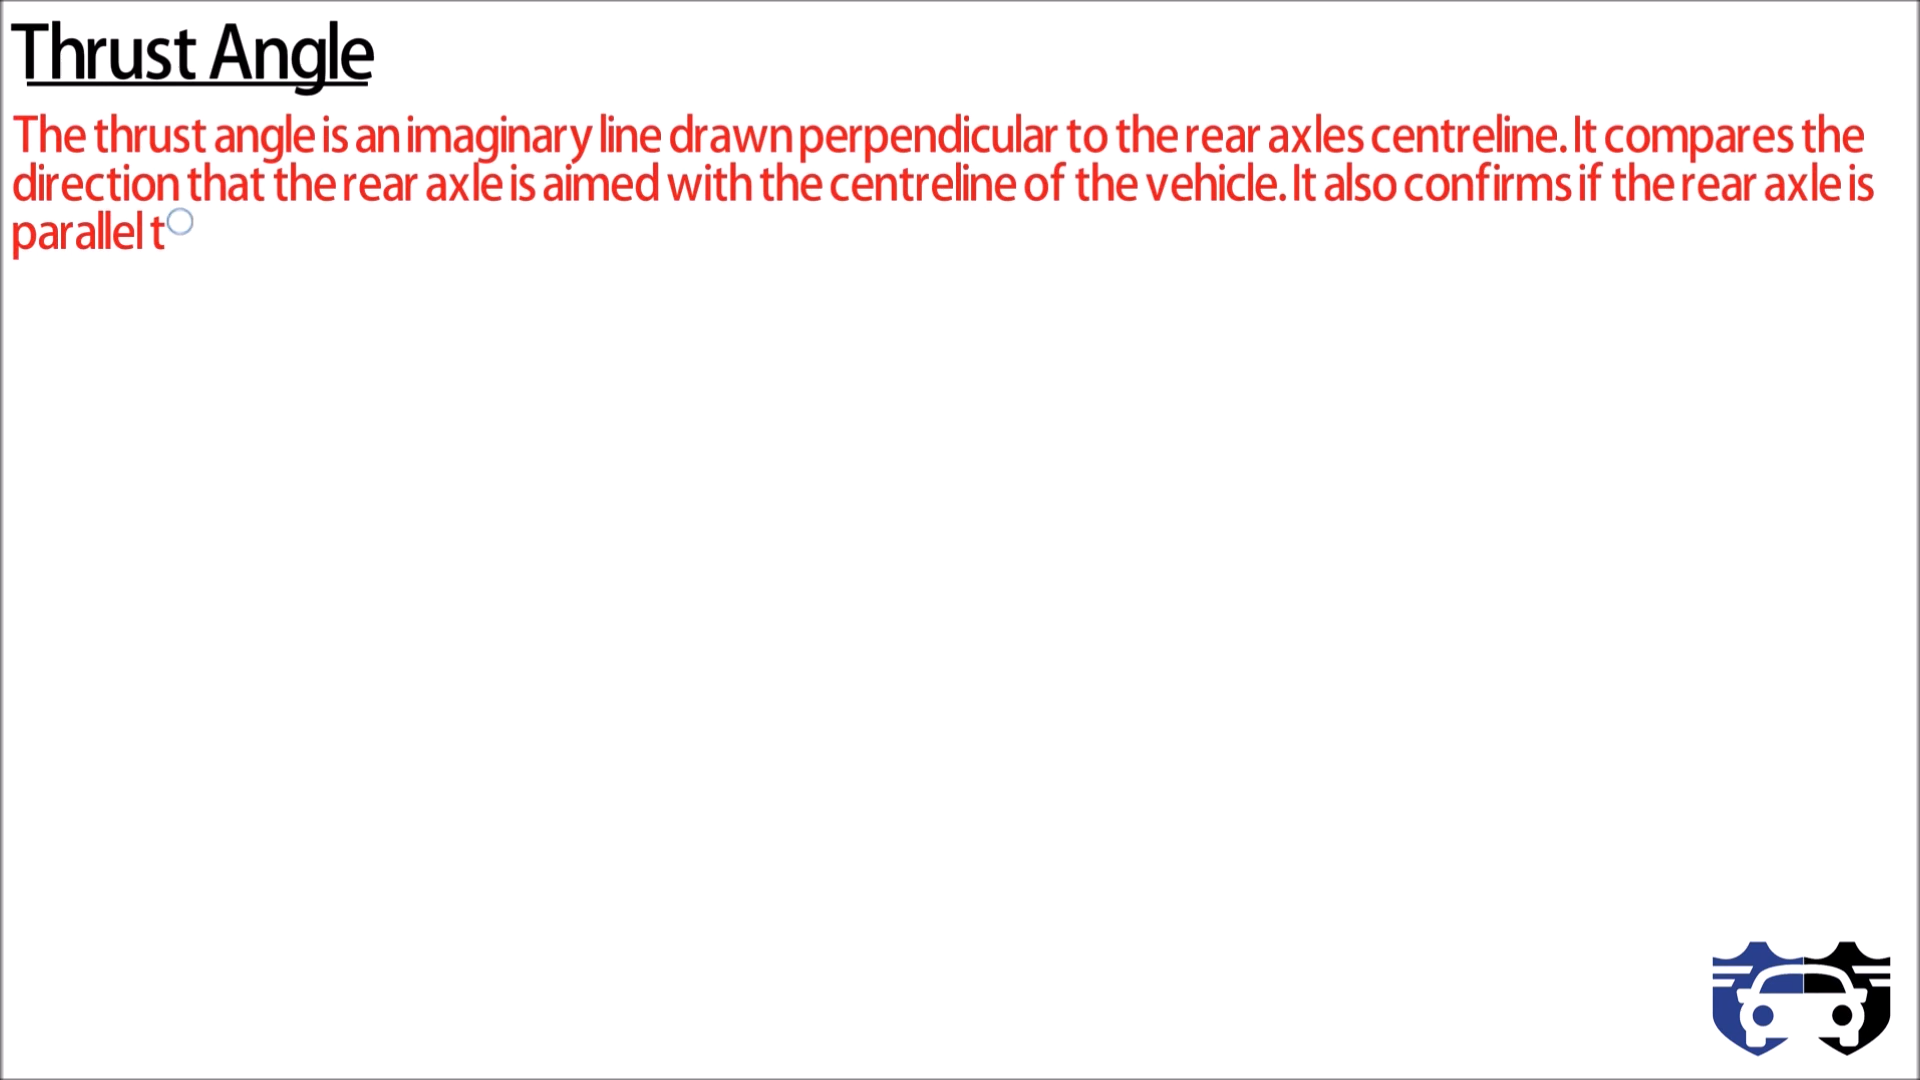 Thrust Angle
The thrust angle is an imaginary line drawn perpendicular to the rear axles centreline. It compares the
direction that the rear axle is aimed with the centreline of the vehicle. It also confirms if the rear axle is
parallel t